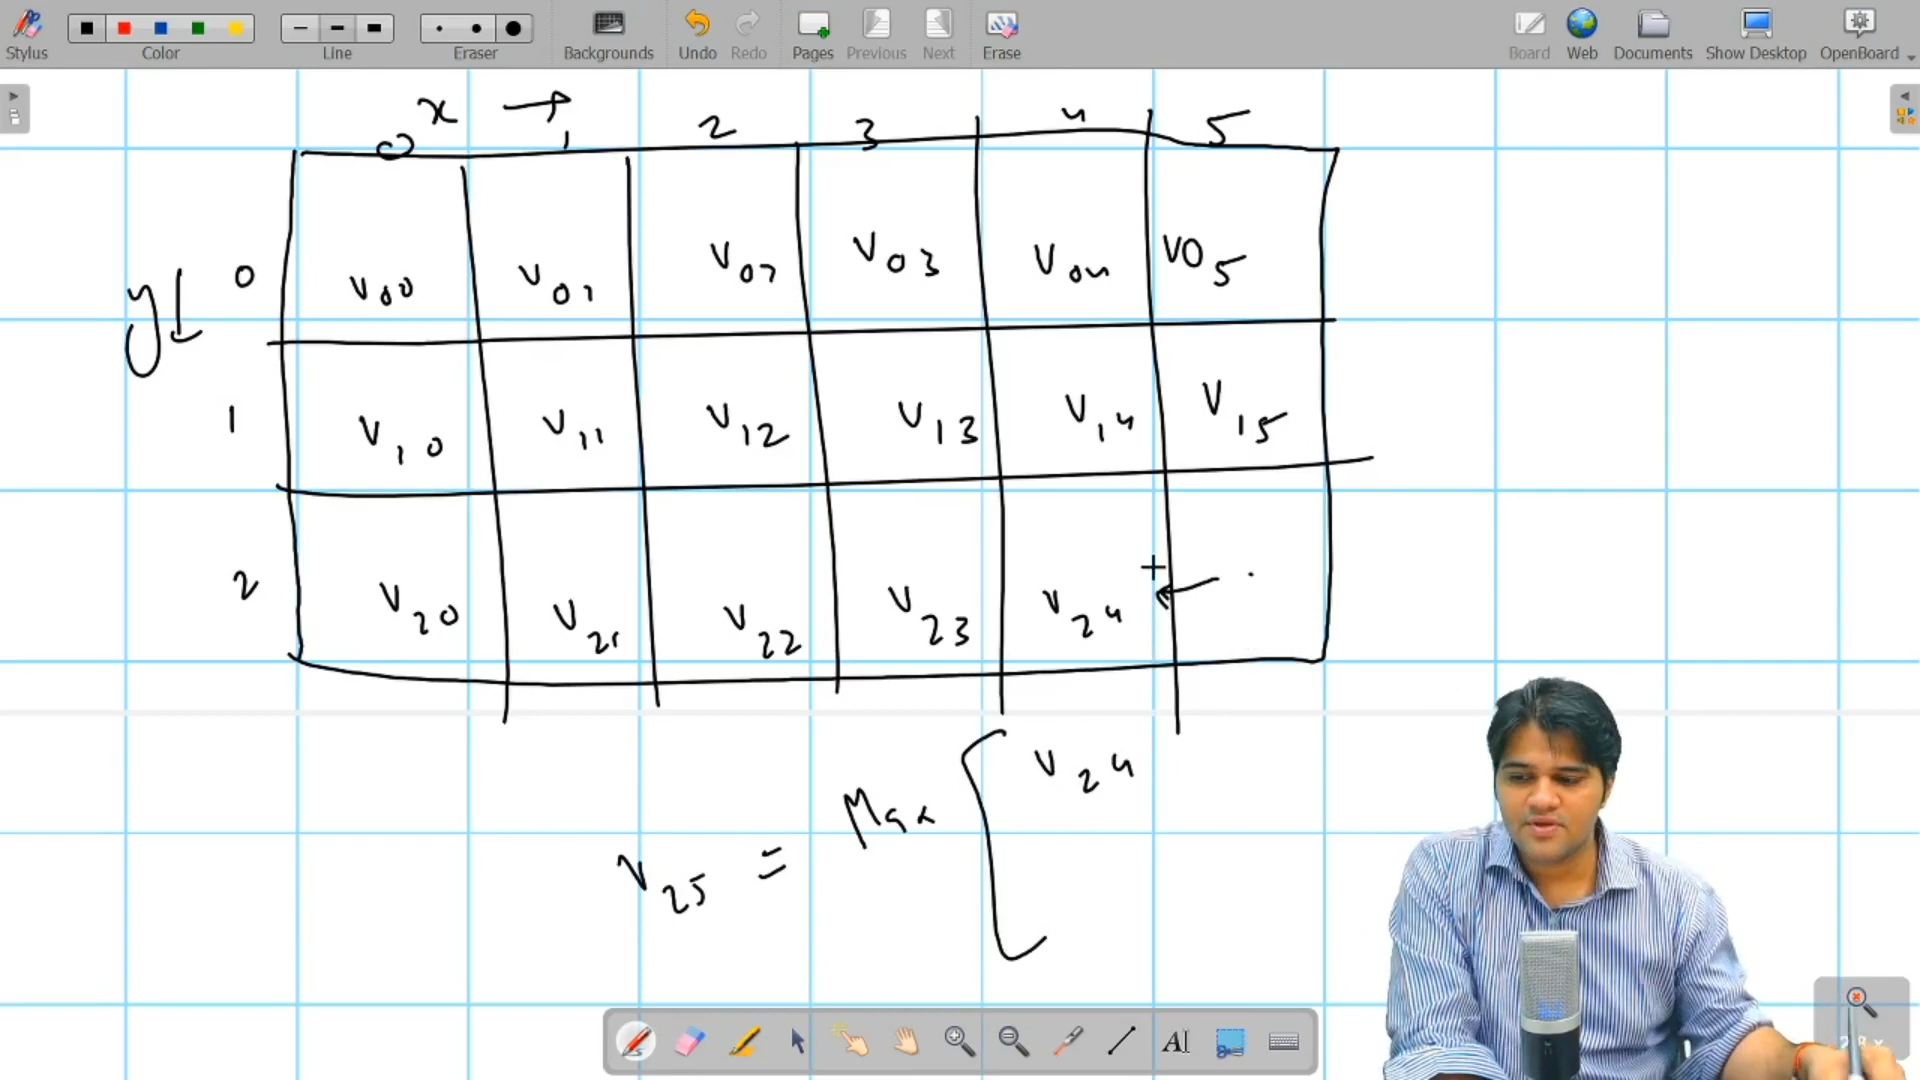 Stylus Color Line Eraser Backgrounds Undo Redo Pages Previous Next Erase Board Web Documents Show Desktop OpenBoard
x →
0 1 2 3 4 5
y↓
0 V00 V01 V02 V03 V04 V05
1 V10 V11 V12 V13 V14 V15
2 V20 V21 V22 V23 V24 ← .
V24
V25 = Max
AI